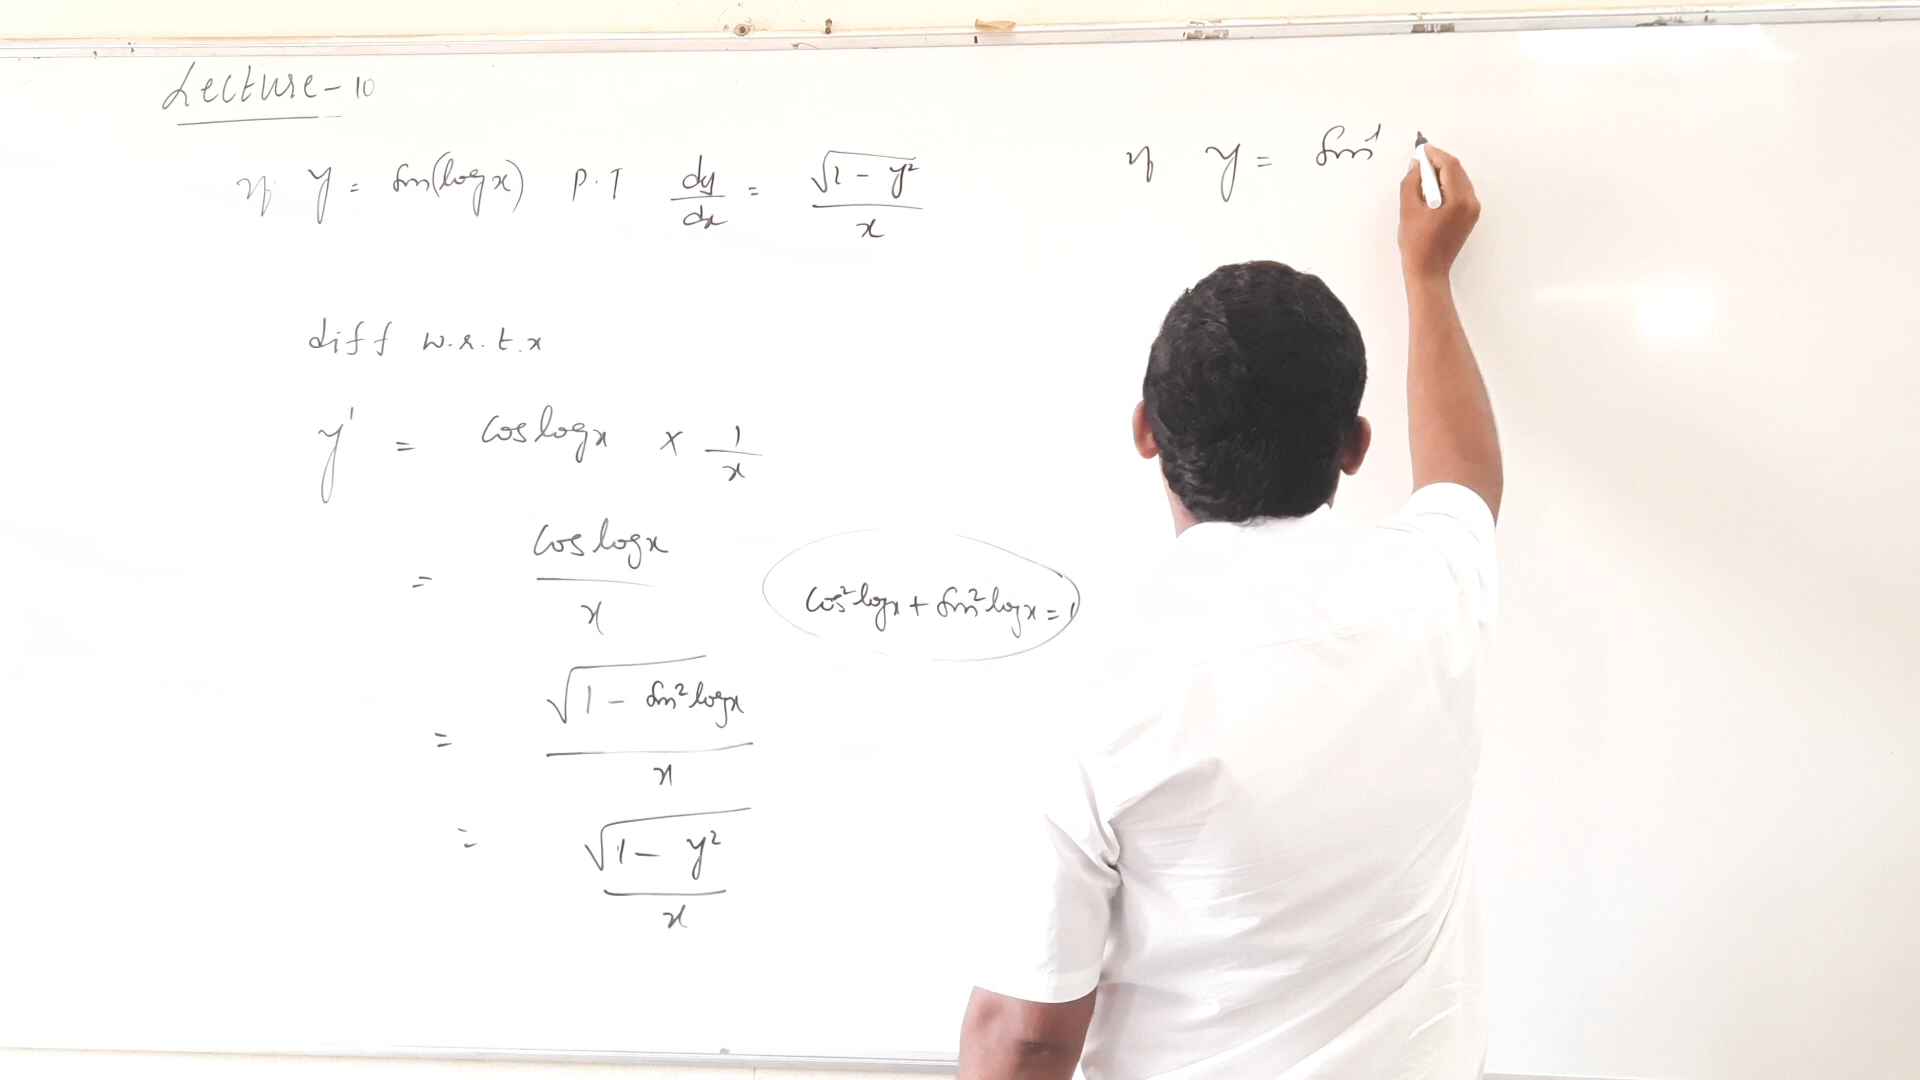 Lecture-10
If y = sin(log x) P.T dy/dx = √(1 - y²)/x
diff w.r.t.x
y' = cos log x × 1/x
= cos log x / x
cos² log x + sin² log x = 1
= √(1 - sin² log x) / x
= √(1 - y²) / x
If y = sin⁻¹